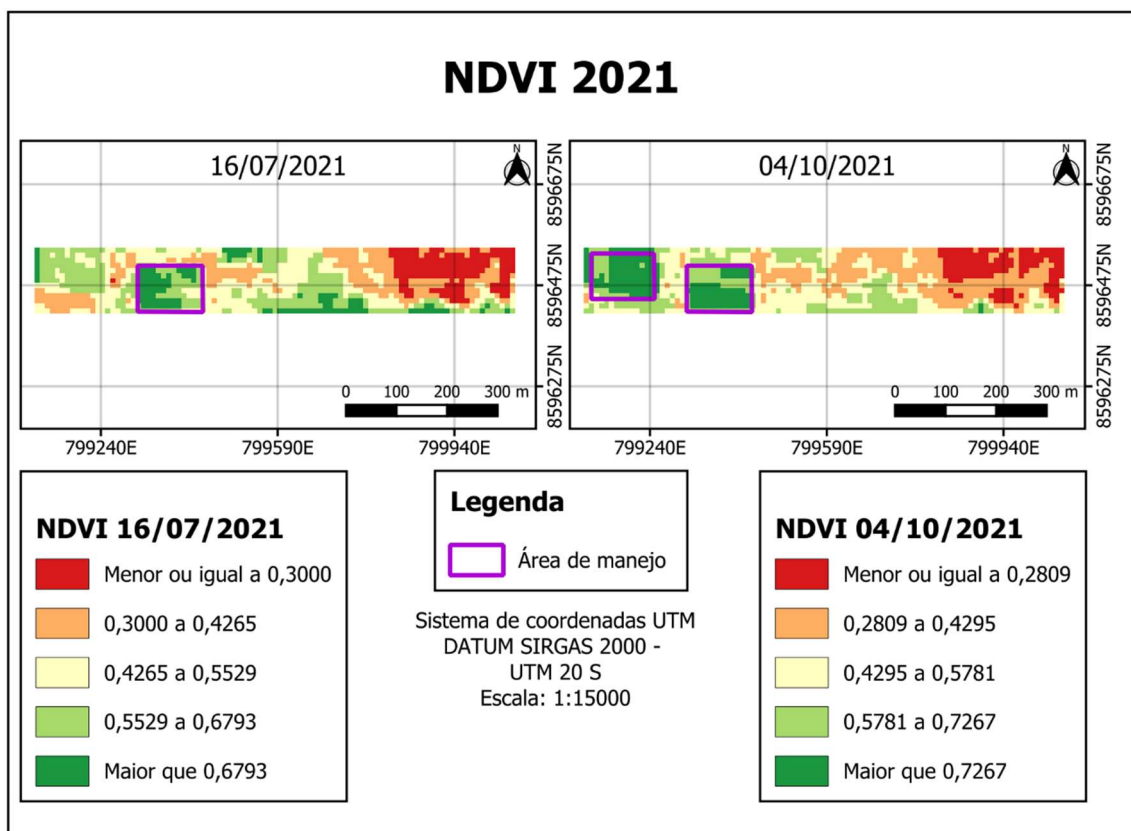 NDVI 2021
16/07/2021
N
8596675N
8596475N
8596275N
0 100 200 300 m
799240E 799590E 799940E
04/10/2021
N
8596675N
8596475N
8596275N
0 100 200 300 m
799240E 799590E 799940E
NDVI 16/07/2021
Menor ou igual a 0,3000
0,3000 a 0,4265
0,4265 a 0,5529
0,5529 a 0,6793
Maior que 0,6793
Legenda
Área de manejo
Sistema de coordenadas UTM
DATUM SIRGAS 2000 -
UTM 20 S
Escala: 1:15000
NDVI 04/10/2021
Menor ou igual a 0,2809
0,2809 a 0,4295
0,4295 a 0,5781
0,5781 a 0,7267
Maior que 0,7267